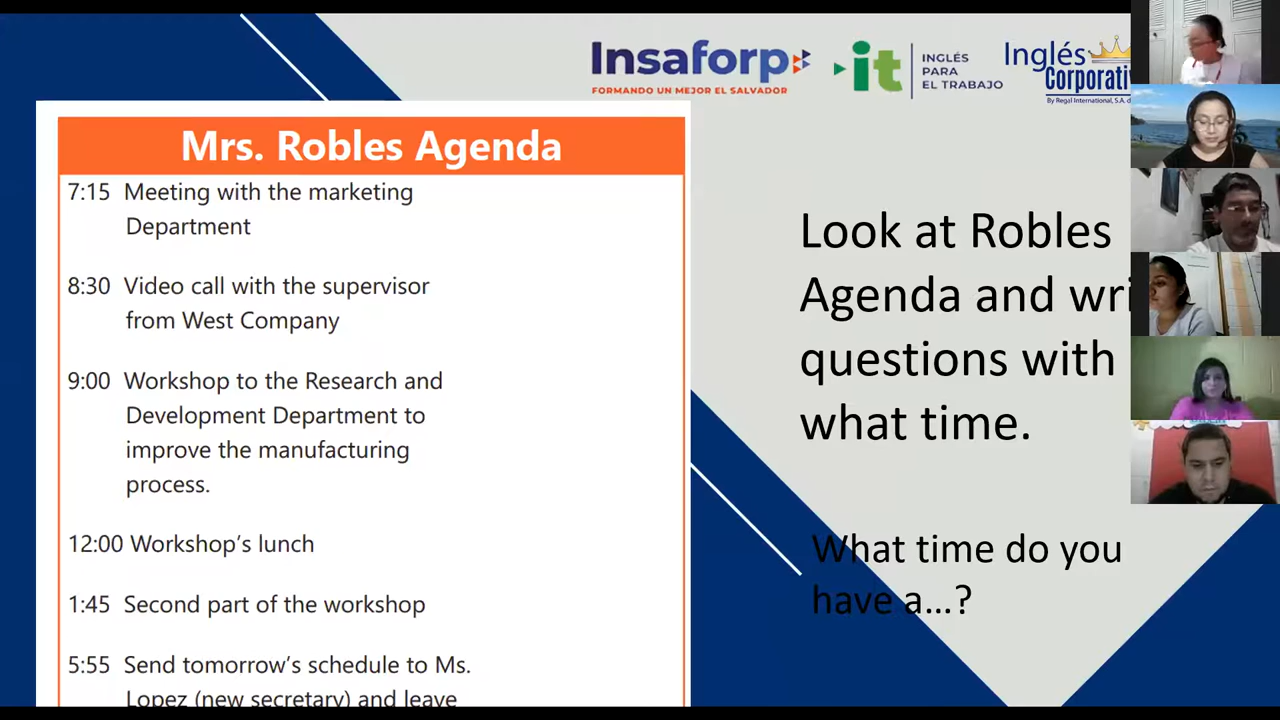 Insaforp
FORMANDO UN MEJOR EL SALVADOR
it
INGLÉS
PARA
EL TRABAJO
Inglés
Corporativ
By Regal International, S.A. d
Mrs. Robles Agenda
7:15 Meeting with the marketing
Department
8:30 Video call with the supervisor
from West Company
9:00 Workshop to the Research and
Development Department to
improve the manufacturing
process.
12:00 Workshop's lunch
1:45 Second part of the workshop
5:55 Send tomorrow's schedule to Ms.
Lopez (new secretary) and leave
Look at Robles
Agenda and wri
questions with
what time.
What time do you
have a...?